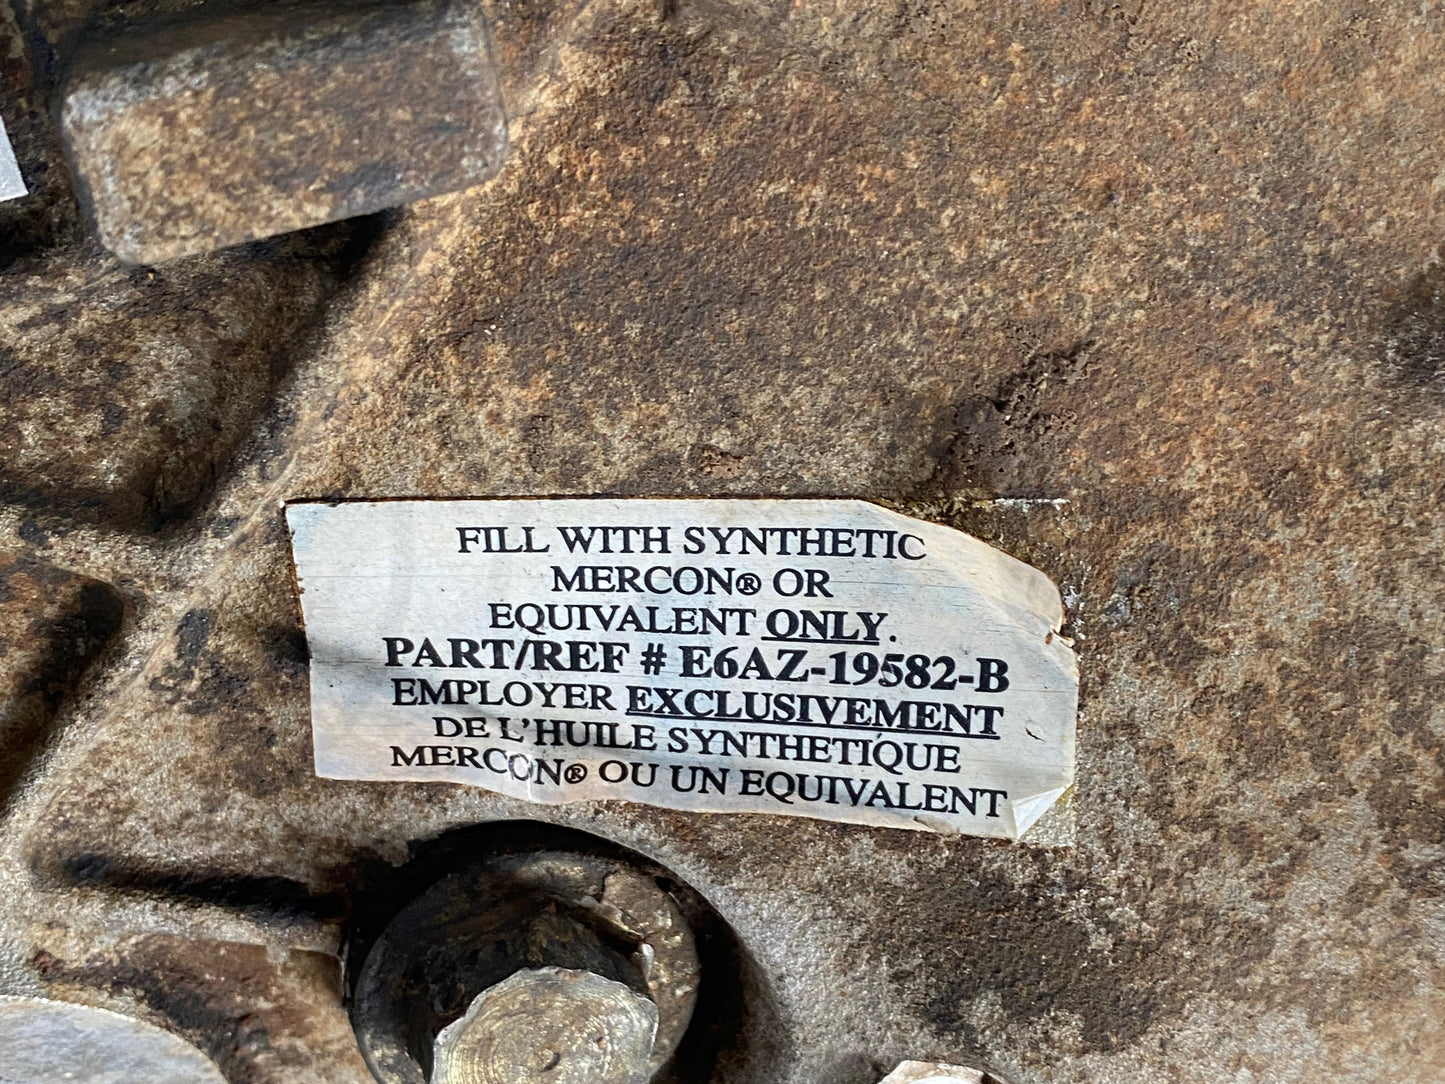 FILL WITH SYNTHETIC
MERCON® OR
EQUIVALENT ONLY.
PART/REF # E6AZ-19582-B
EMPLOYER EXCLUSIVEMENT
DE L'HUILE SYNTHETIQUE
MERCON® OU UN EQUIVALENT